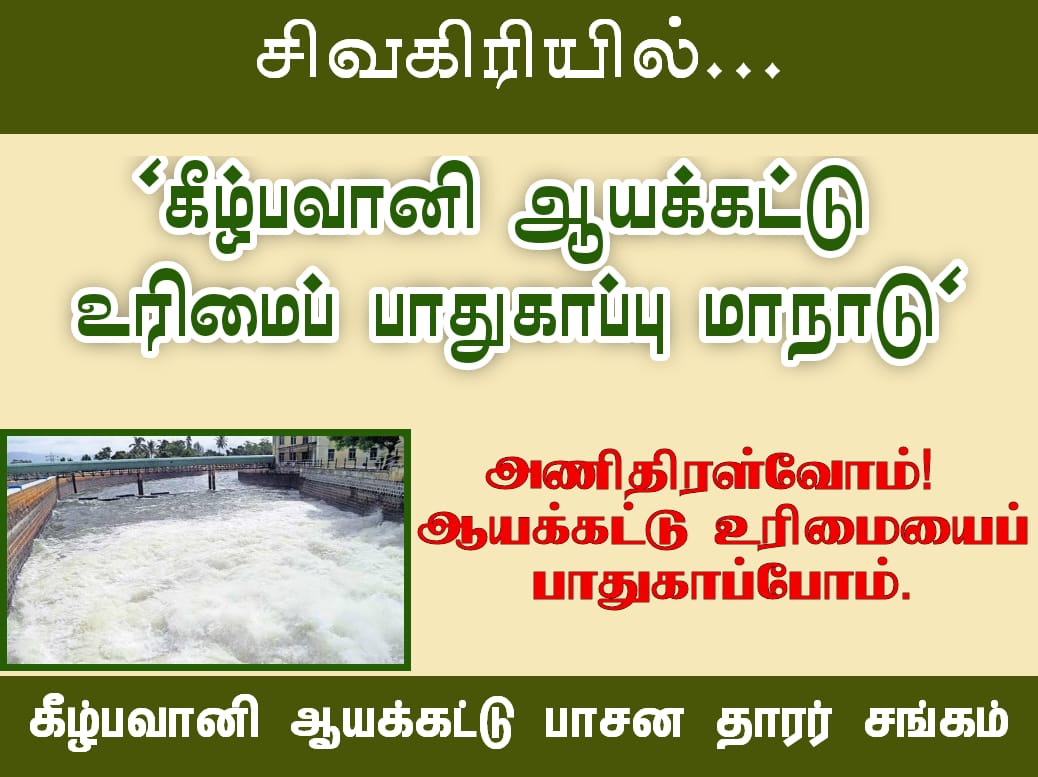 சிவகிரியில்...
‘கீழ்பவானி ஆயக்கட்டு
உரிமைப் பாதுகாப்பு மாநாடு‘
அணிதிரள்வோம்!
ஆயக்கட்டு உரிமையைப்
பாதுகாப்போம்.
கீழ்பவானி ஆயக்கட்டு பாசன தாரர் சங்கம்